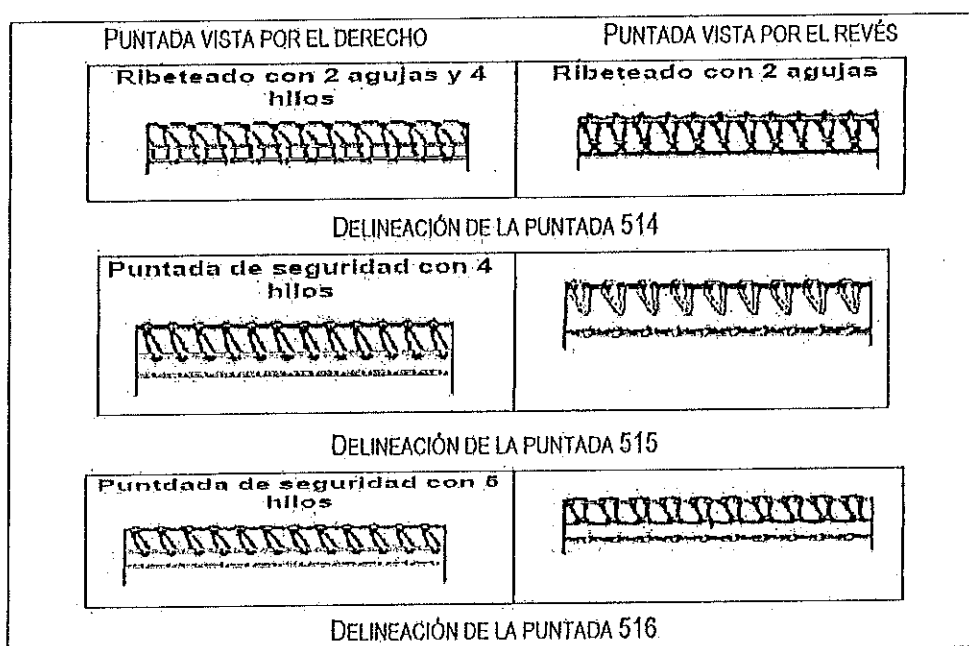 PUNTADA VISTA POR EL DERECHO
PUNTADA VISTA POR EL REVÉS
Ribeteado con 2 agujas y 4
hilos
Ribeteado con 2 agujas
DELINEACIÓN DE LA PUNTADA 514
Puntada de seguridad con 4
hilos
DELINEACIÓN DE LA PUNTADA 515
Puntdada de seguridad con 5
hilos
DELINEACIÓN DE LA PUNTADA 516